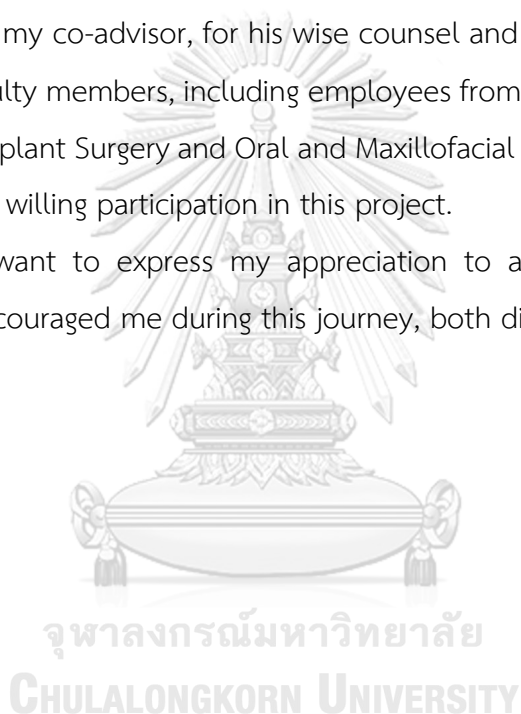 my co-advisor, for his wise counsel and
ulty members, including employees from
plant Surgery and Oral and Maxillofacial
willing participation in this project.
want to express my appreciation to a
couraged me during this journey, both di
จุฬาลงกรณ์มหาวิทยาลัย
CHULALONGKORN UNIVERSITY